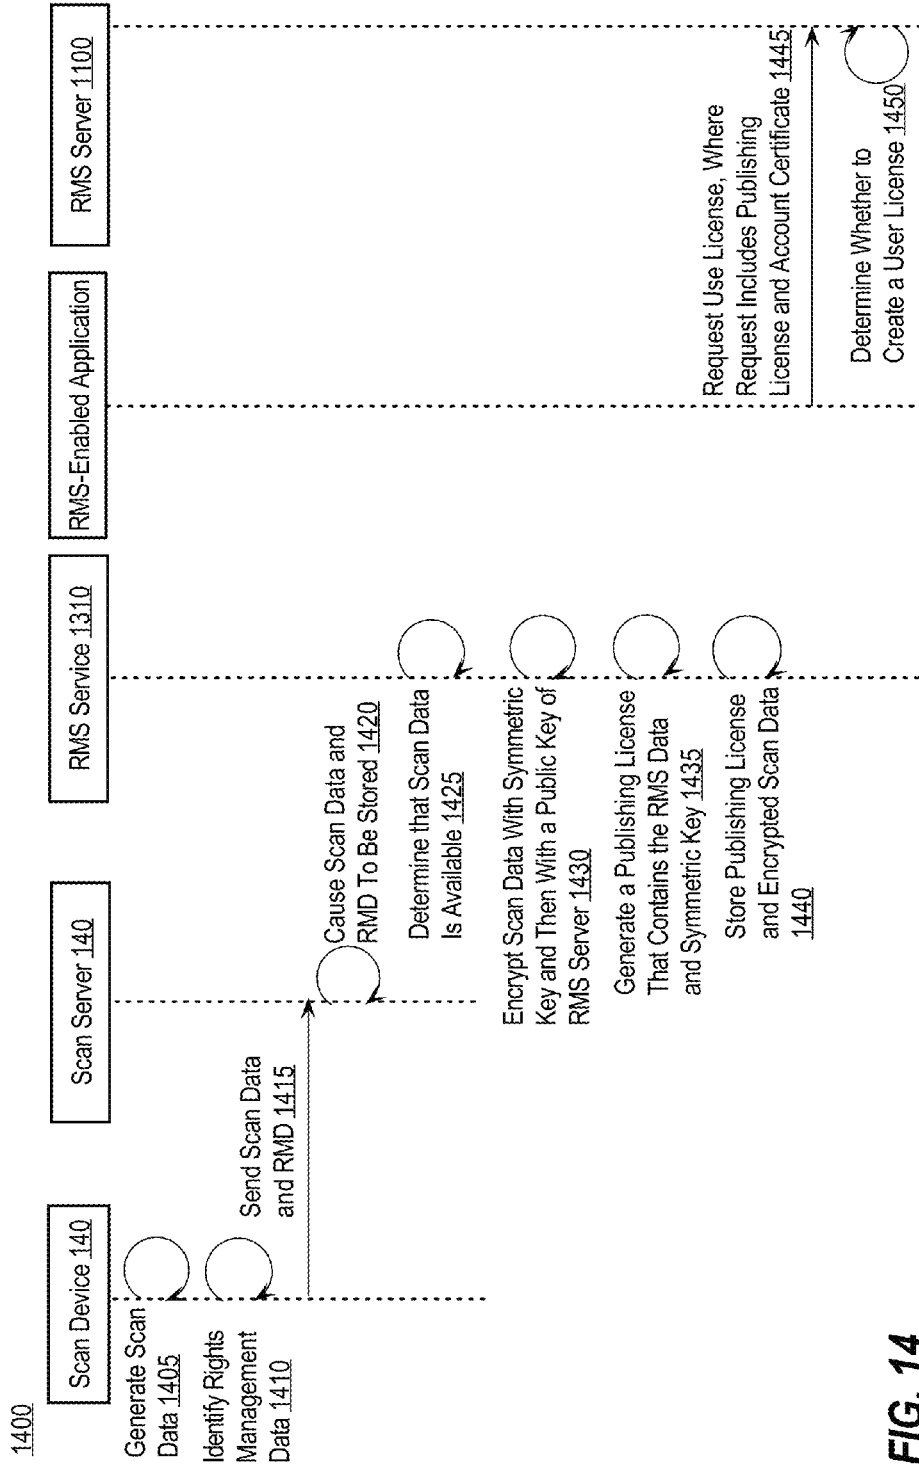 1400
Scan Device 140
Scan Server 140
RMS Service 1310
RMS-Enabled Application
RMS Server 1100
Generate Scan
Data 1405
Identify Rights
Management
Data 1410
Send Scan Data
and RMD 1415
Cause Scan Data and
RMD To Be Stored 1420
Determine that Scan Data
Is Available 1425
Encrypt Scan Data With Symmetric
Key and Then With a Public Key of
RMS Server 1430
Generate a Publishing License
That Contains the RMS Data
and Symmetric Key 1435
Store Publishing License
and Encrypted Scan Data
1440
Request Use License, Where
Request Includes Publishing
License and Account Certificate 1445
Determine Whether to
Create a User License 1450
FIG. 14